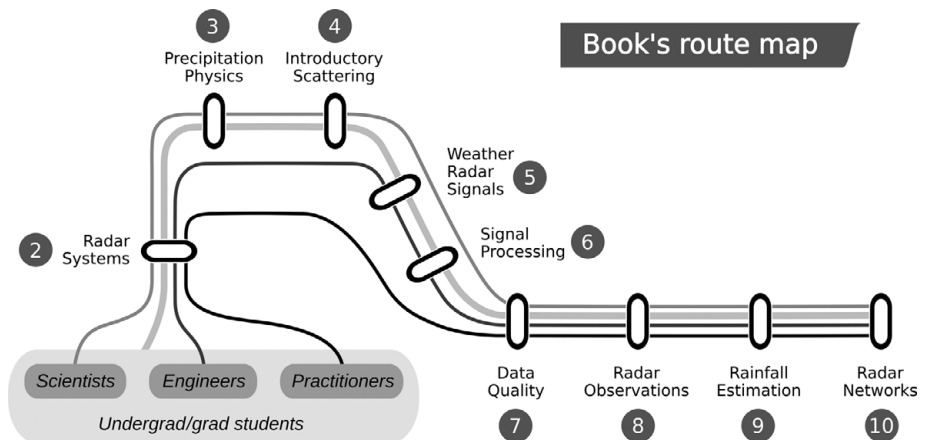 Book's route map
3
Precipitation
Physics
4
Introductory
Scattering
Weather
Radar
Signals
5
Signal
Processing
6
2
Radar
Systems
Scientists
Engineers
Practitioners
Undergrad/grad students
Data
Quality
7
Radar
Observations
8
Rainfall
Estimation
9
Radar
Networks
10